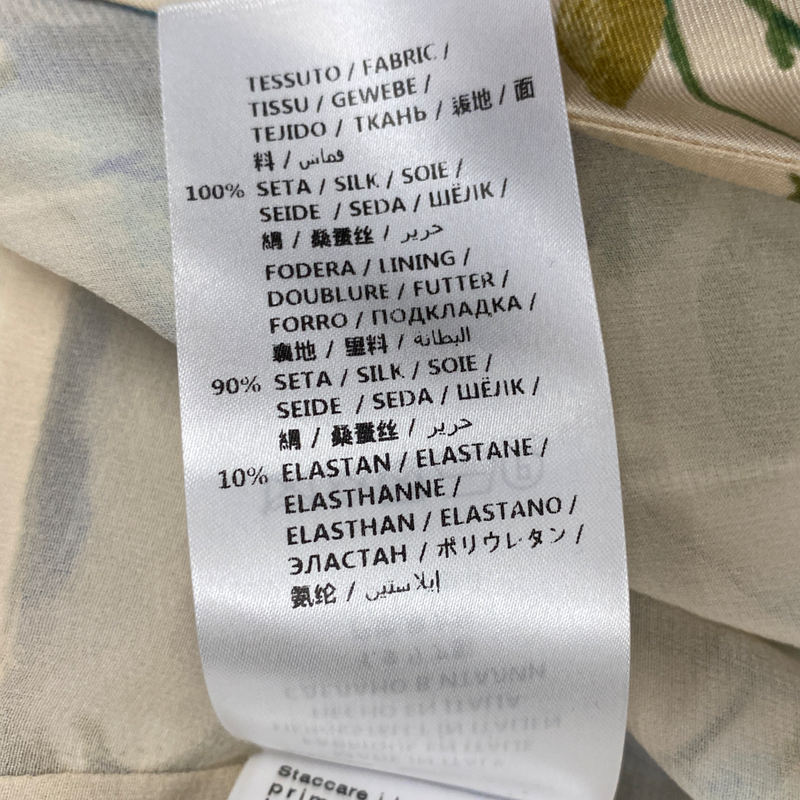 TESSUTO / FABRIC /
TISSU / GEWEBE /
TEJIDO / ТКАНЬ / 表地 / 面
料 / قماش
100% SETA / SILK / SOIE /
SEIDE / SEDA / ШЁЛК /
絹 / 桑蚕丝 / حرير
FODERA / LINING /
DOUBLURE / FUTTER /
FORRO / ПОДКЛАДКА /
裏地 / 里料 / البطانة
90% SETA / SILK / SOIE /
SEIDE / SEDA / ШЁЛК /
絹 / 桑蚕丝 / حرير
10% ELASTAN / ELASTANE /
ELASTHANNE /
ELASTHAN / ELASTANO /
ЭЛАСТАН / ポリウレタン /
氨纶 / إيلاستين
Staccare